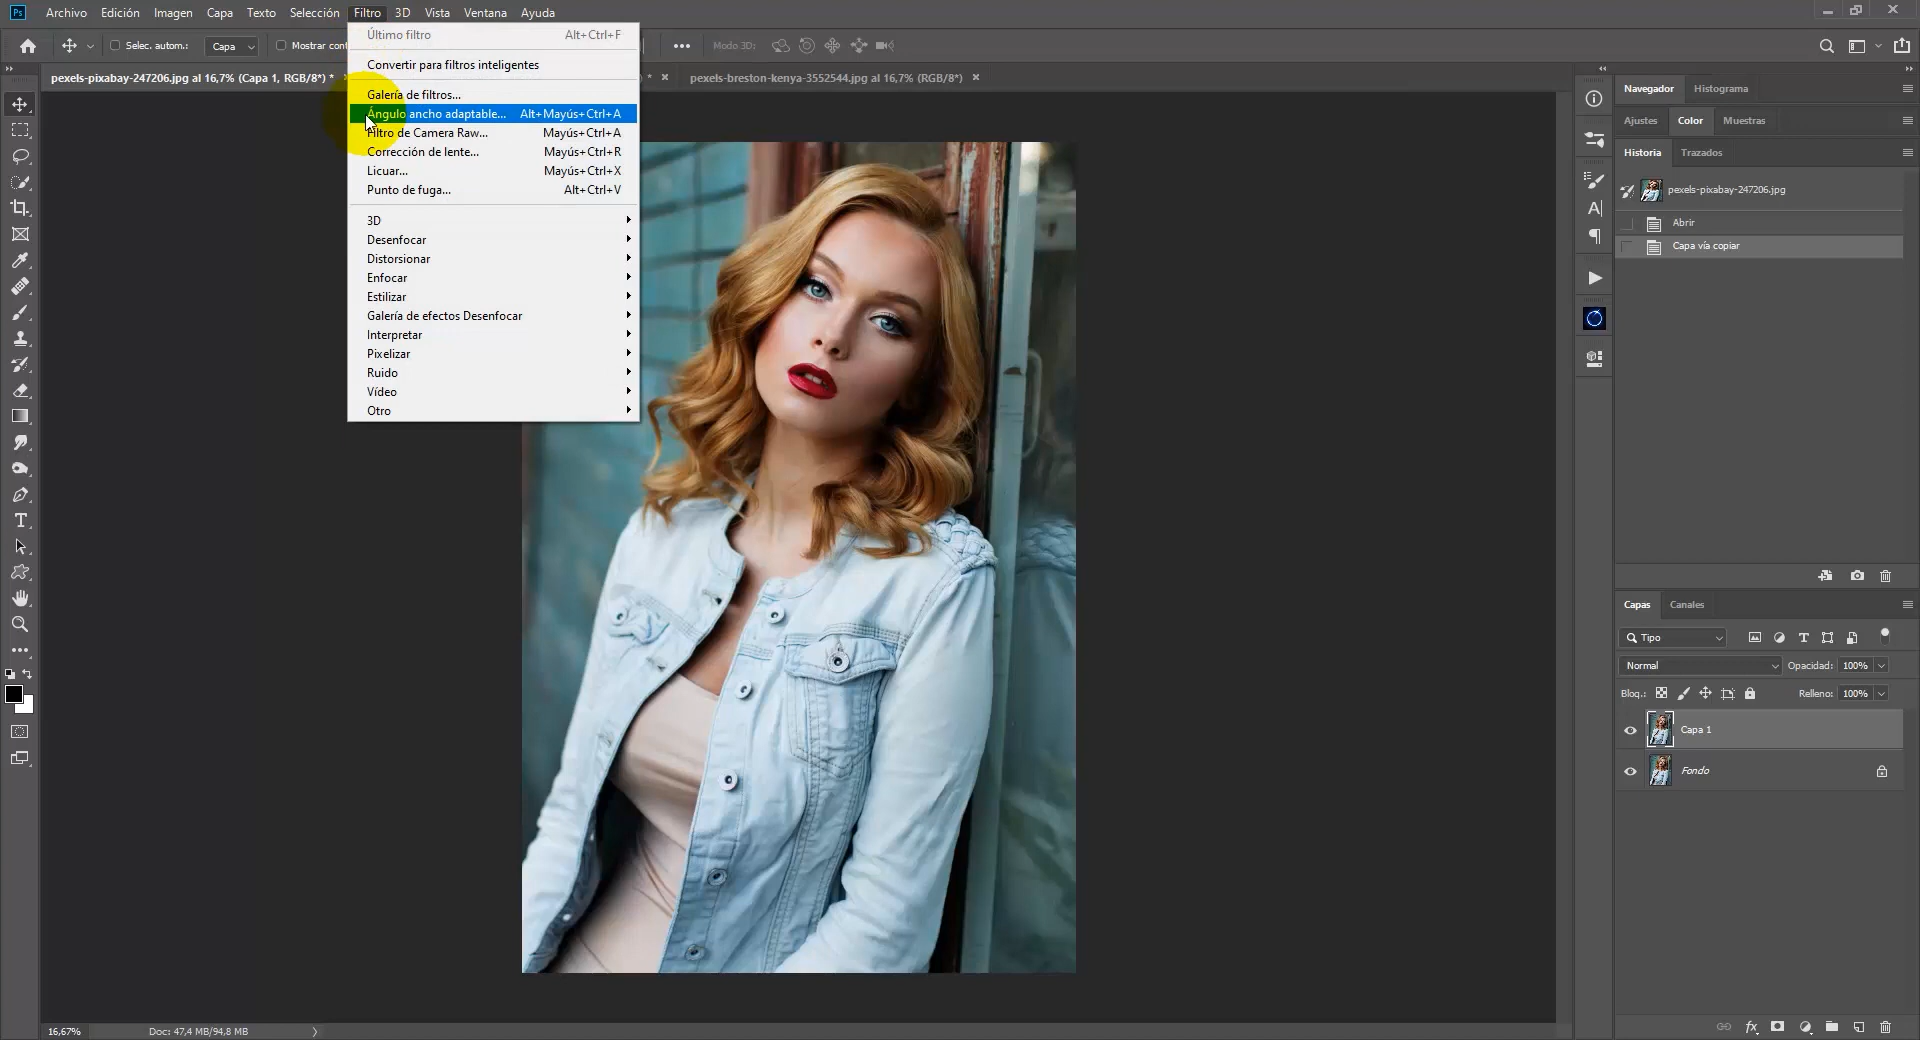 Ps Archivo Edición Imagen Capa Texto Selección Filtro 3D Vista Ventana Ayuda
Selec. autom.: Capa Mostrar cont Modo 3D:
pexels-pixabay-247206.jpg al 16,7% (Capa 1, RGB/8*) * * × pexels-breston-kenya-3552544.jpg al 16,7% (RGB/8*) ×
Último filtro Alt+Ctrl+F
Convertir para filtros inteligentes
Galería de filtros...
Ángulo ancho adaptable... Alt+Mayús+Ctrl+A
Filtro de Camera Raw... Mayús+Ctrl+A
Corrección de lente... Mayús+Ctrl+R
Licuar... Mayús+Ctrl+X
Punto de fuga... Alt+Ctrl+V
3D
Desenfocar
Distorsionar
Enfocar
Estilizar
Galería de efectos Desenfocar
Interpretar
Pixelizar
Ruido
Vídeo
Otro
Navegador Histograma
Ajustes Color Muestras
Historia Trazados
pexels-pixabay-247206.jpg
Abrir
Capa vía copiar
Capas Canales
Tipo
Normal Opacidad: 100%
Bloq.: Relleno: 100%
Capa 1
Fondo
16,67% Doc: 47,4 MB/94,8 MB